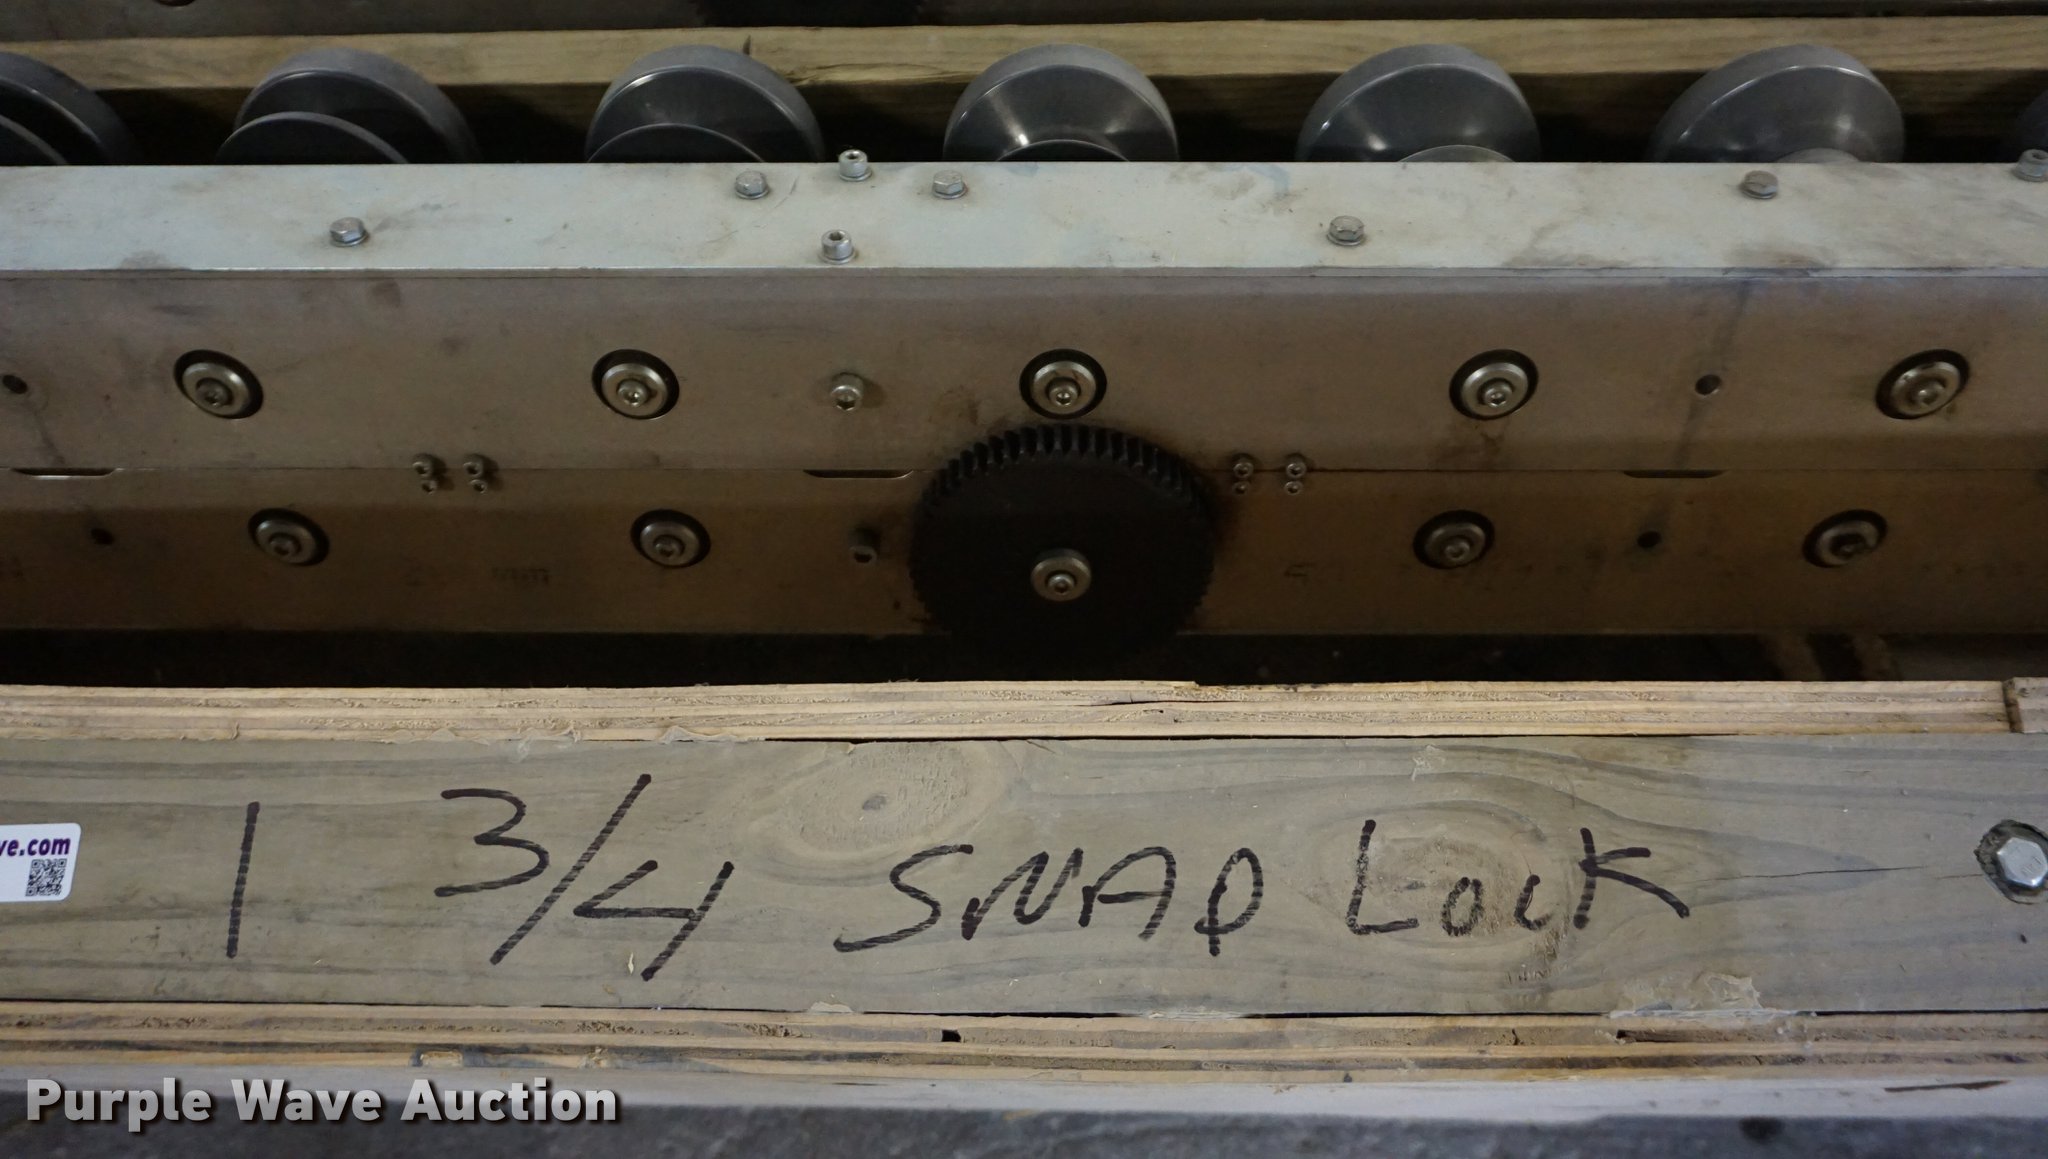 ve.com
1 3/4 SNAP LOCK
Purple Wave Auction